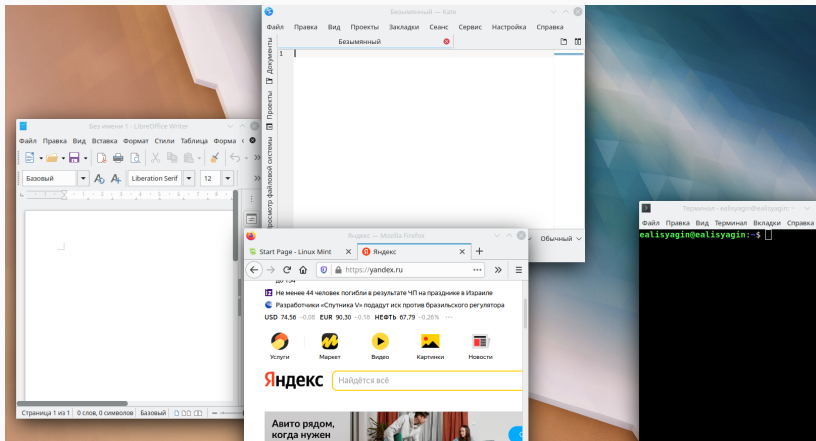 Безымянный — Kate
Файл Правка Вид Проекты Закладки Сеанс Сервис Настройка Справка
Безымянный
Документы
Проекты
просмотр файловой системы
1
Обычный
Без имени 1 - LibreOffice Writer
Файл Правка Вид Вставка Формат Стили Таблица Форма
Базовый Liberation Serif 12
Страница 1 из 1 0 слов, 0 символов Базовый
Яндекс — Mozilla Firefox
Start Page - Linux Mint Яндекс
https://yandex.ru
Не менее 44 человек погибли в результате ЧП на празднике в Израиле
Разработчики «Спутника V» подадут иск против бразильского регулятора
USD 74,56 −0,08 EUR 90,30 −0,18 НЕФТЬ 67,79 −0,26% ···
Услуги Маркет Видео Картинки Новости
Яндекс Найдётся всё
Авито рядом,
когда нужен
Терминал - ealisyagin@ealisyagin: ~
Файл Правка Вид Терминал Вкладки Справка
ealisyagin@ealisyagin:~$